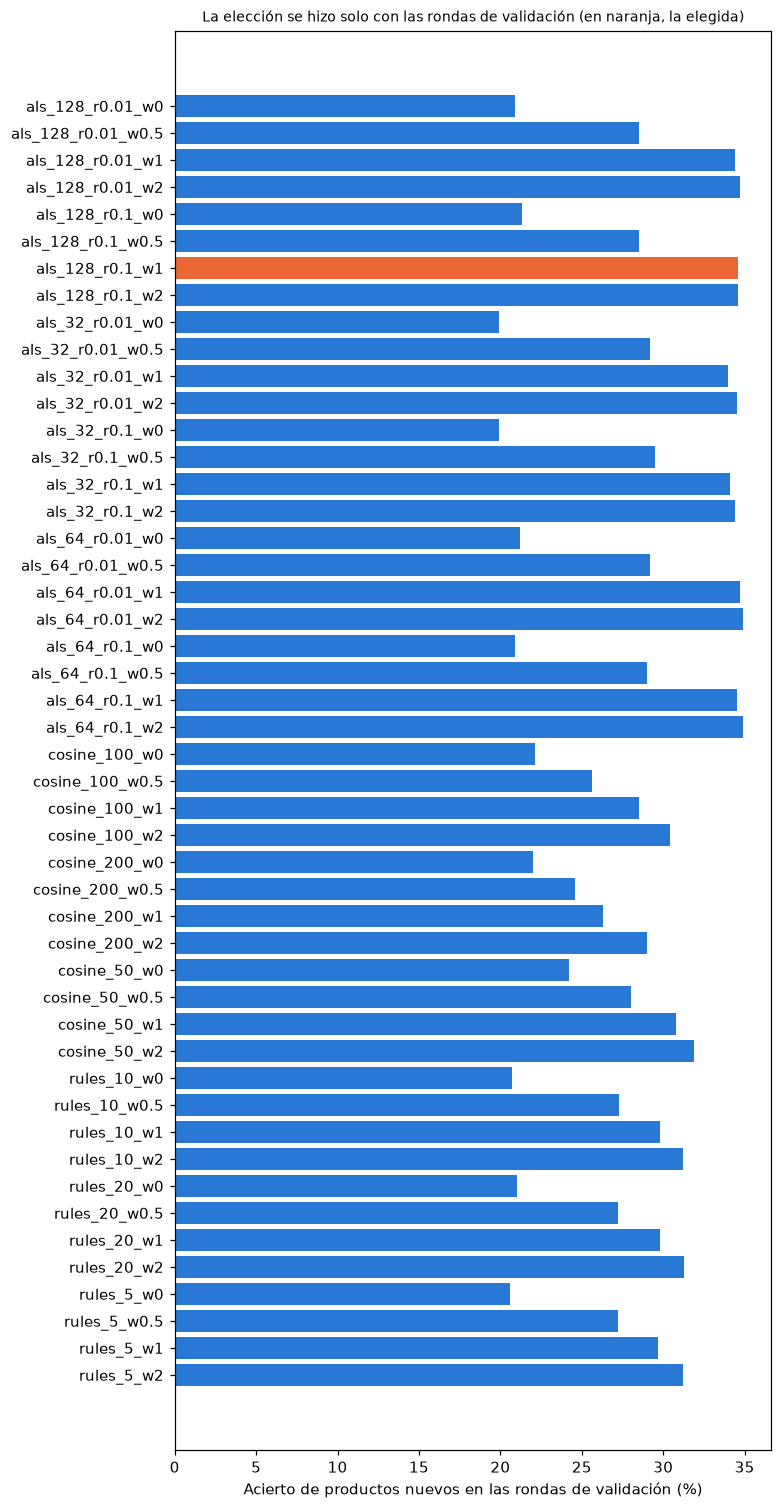 La elección se hizo solo con las rondas de validación (en naranja, la elegida)
als_128_r0.01_w0
als_128_r0.01_w0.5
als_128_r0.01_w1
als_128_r0.01_w2
als_128_r0.1_w0
als_128_r0.1_w0.5
als_128_r0.1_w1
als_128_r0.1_w2
als_32_r0.01_w0
als_32_r0.01_w0.5
als_32_r0.01_w1
als_32_r0.01_w2
als_32_r0.1_w0
als_32_r0.1_w0.5
als_32_r0.1_w1
als_32_r0.1_w2
als_64_r0.01_w0
als_64_r0.01_w0.5
als_64_r0.01_w1
als_64_r0.01_w2
als_64_r0.1_w0
als_64_r0.1_w0.5
als_64_r0.1_w1
als_64_r0.1_w2
cosine_100_w0
cosine_100_w0.5
cosine_100_w1
cosine_100_w2
cosine_200_w0
cosine_200_w0.5
cosine_200_w1
cosine_200_w2
cosine_50_w0
cosine_50_w0.5
cosine_50_w1
cosine_50_w2
rules_10_w0
rules_10_w0.5
rules_10_w1
rules_10_w2
rules_20_w0
rules_20_w0.5
rules_20_w1
rules_20_w2
rules_5_w0
rules_5_w0.5
rules_5_w1
rules_5_w2
0 5 10 15 20 25 30 35
Acierto de productos nuevos en las rondas de validación (%)